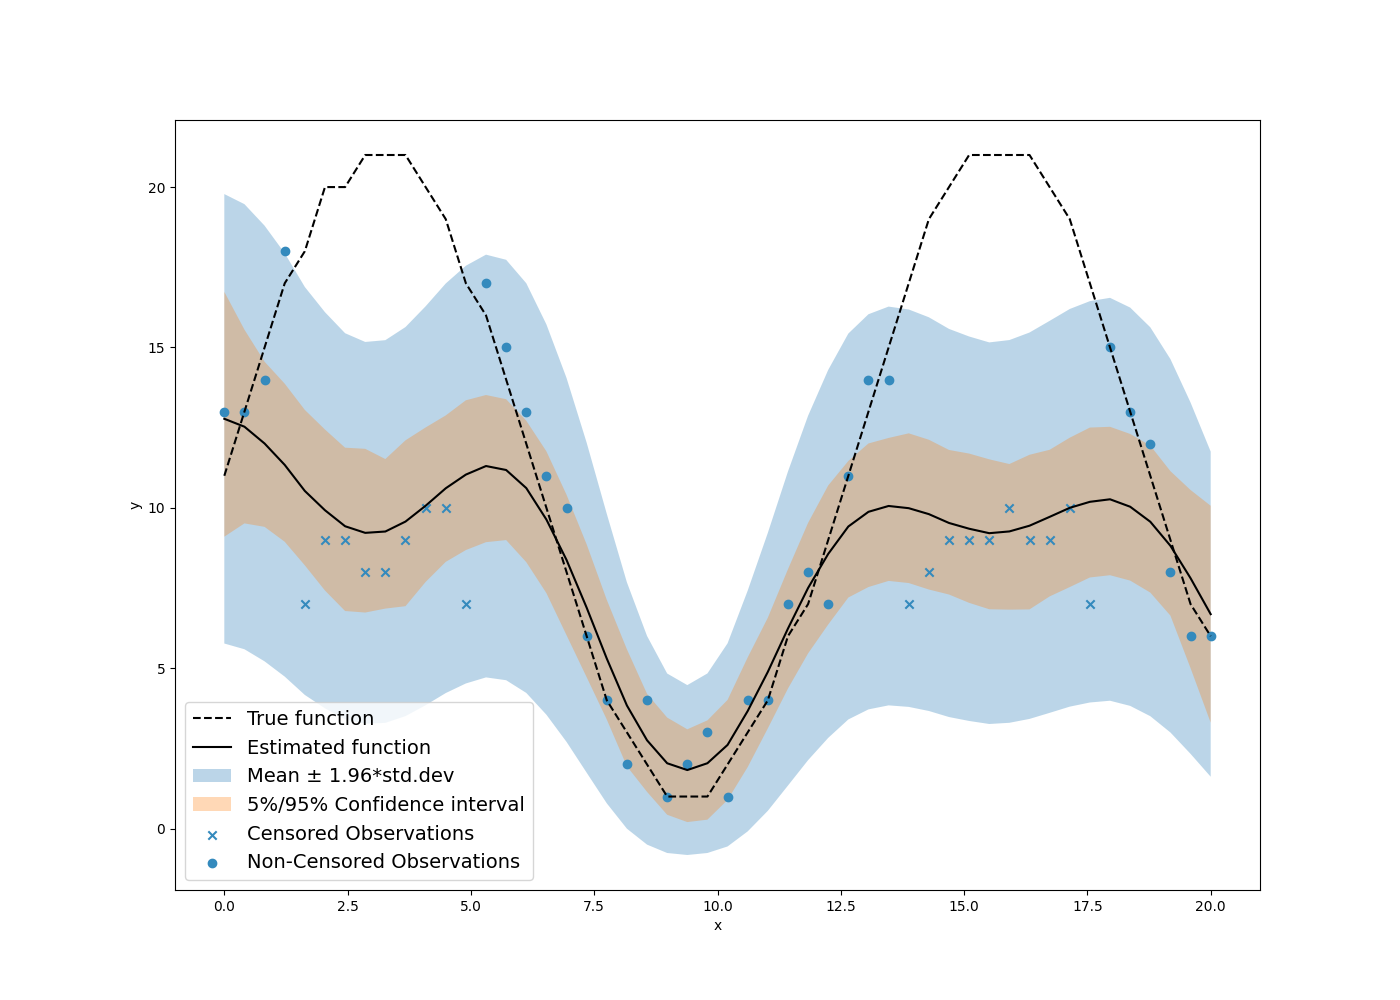 20
15
10
5
0
y
True function
Estimated function
Mean ± 1.96*std.dev
5%/95% Confidence interval
Censored Observations
Non-Censored Observations
0.0 2.5 5.0 7.5 10.0 12.5 15.0 17.5 20.0
x